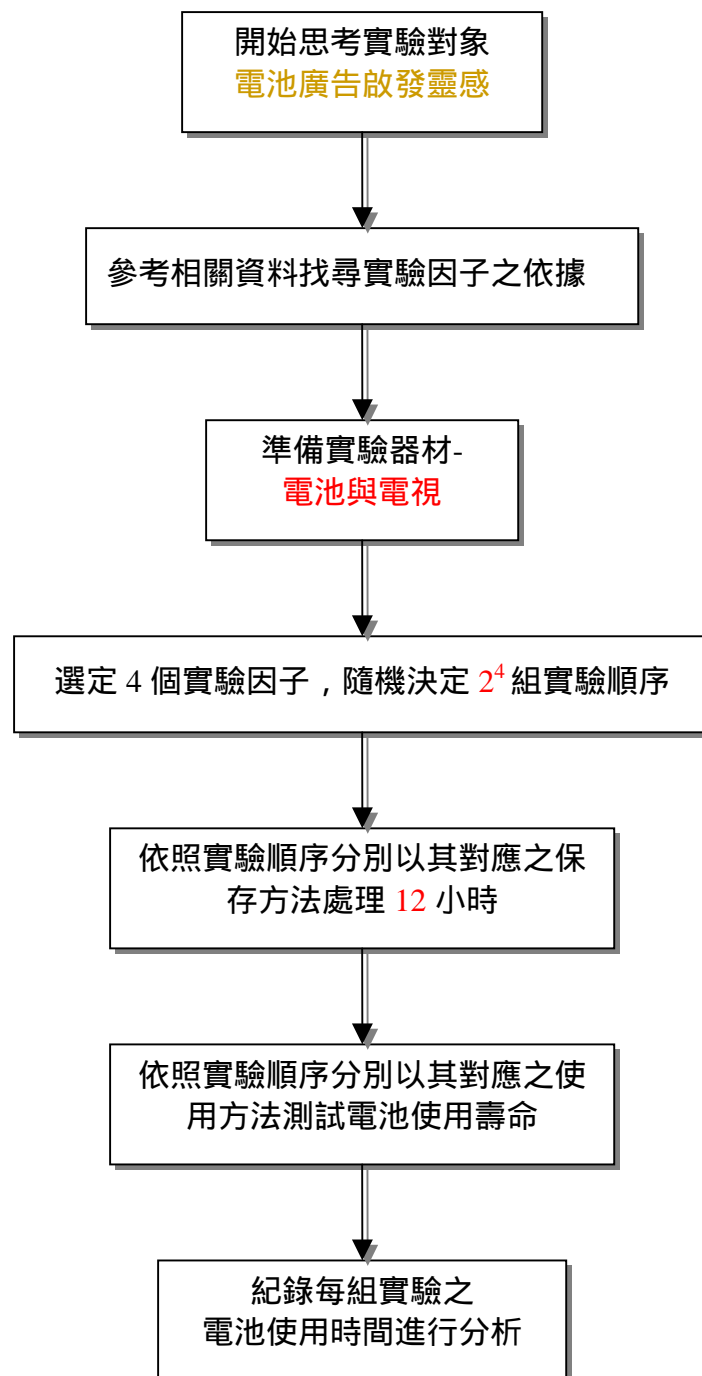 開始思考實驗對象
電池廣告啟發靈感
參考相關資料找尋實驗因子之依據
準備實驗器材-
電池與電視
選定 4 個實驗因子，隨機決定 2⁴ 組實驗順序
依照實驗順序分別以其對應之保
存方法處理 12 小時
依照實驗順序分別以其對應之使
用方法測試電池使用壽命
紀錄每組實驗之
電池使用時間進行分析